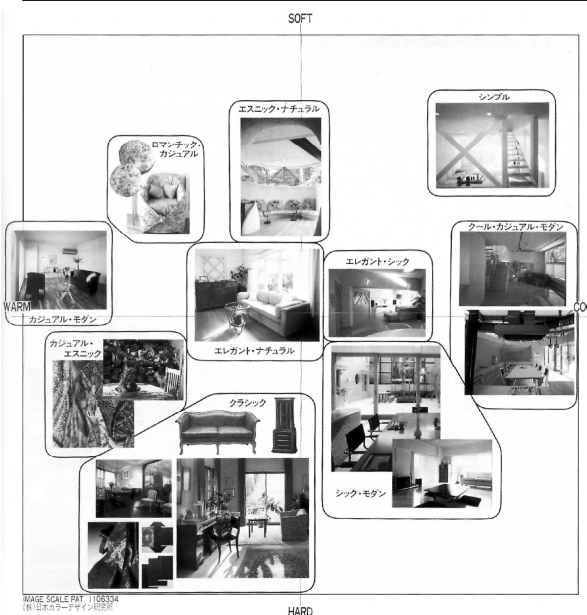 SOFT
エスニック・ナチュラル
シンプル
ロマンチック・
カジュアル
クール・カジュアル・モダン
エレガント・シック
WARM
COO
カジュアル・モダン
エレガント・ナチュラル
カジュアル・
エスニック
クラシック
シック・モダン
IMAGE SCALE PAT. 1106334
(株)日本カラーデザイン研究所
HARD